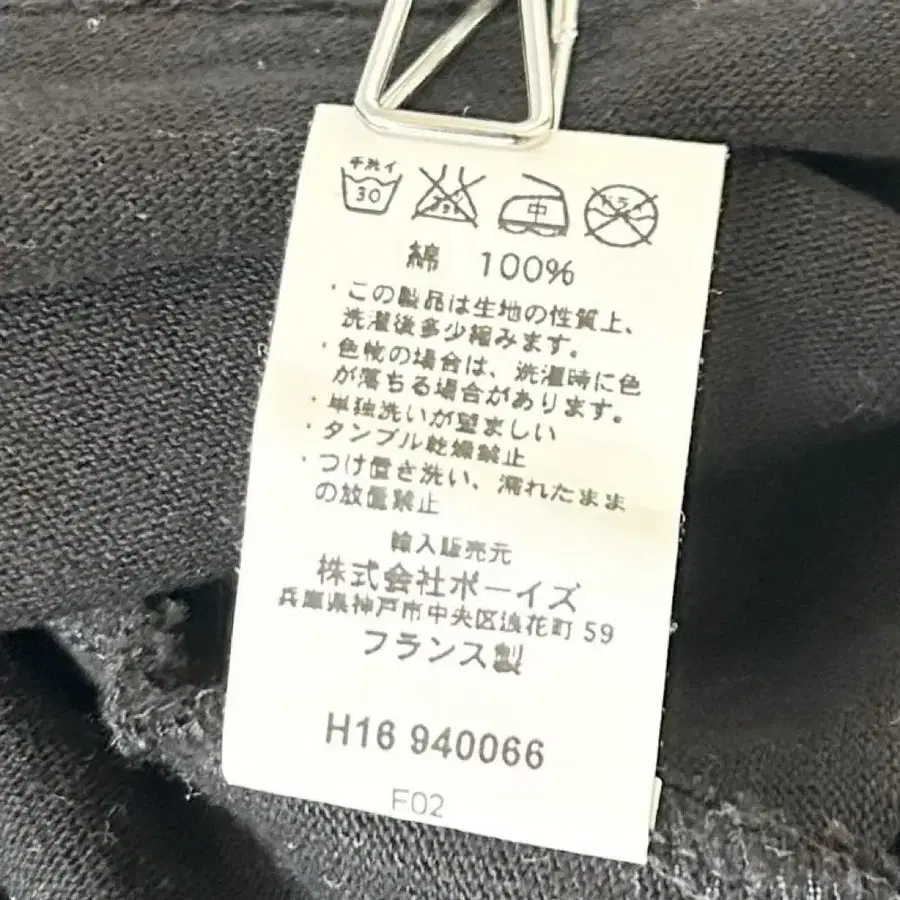 手洗イ
30 中 ドライ
綿 100%
・この製品は生地の性質上、
洗濯後多少縮みます。
・色物の場合は、洗濯時に色
が落ちる場合があります。
・単独洗いが望ましい
・タンブル乾燥禁止
・つけ置き洗い、濡れたまま
の放置禁止
輸入販売元
株式会社ボーイズ
兵庫県神戸市中央区浪花町 59
フランス製
H16 940066
F02